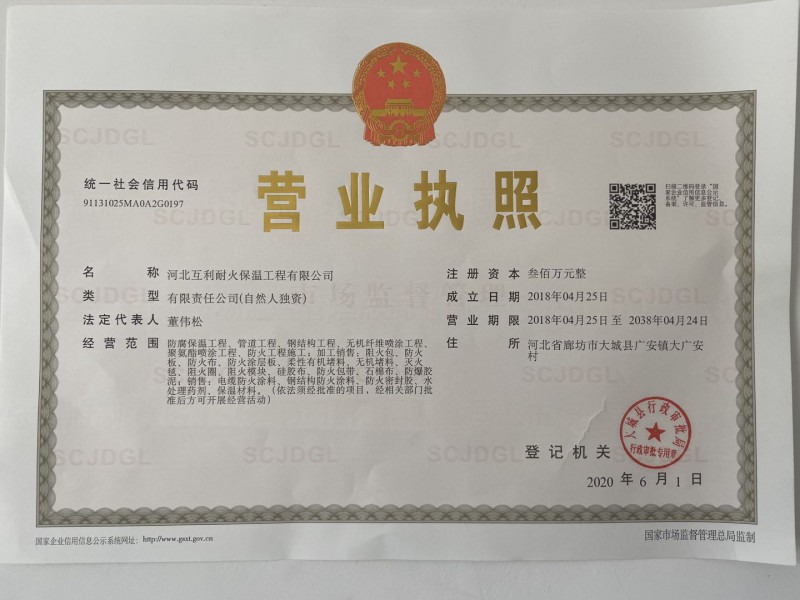 营业执照
统一社会信用代码
91131025MA0A2G0197
扫描二维码登录“国
家企业信用信息公示
系统”了解更多登记、
备案、许可、监管信息。
名 称 河北互利耐火保温工程有限公司
类 型 有限责任公司(自然人独资)
法定代表人 董伟松
经营范围 防腐保温工程、管道工程、钢结构工程、无机纤维喷涂工程、
聚氨酯喷涂工程、防火工程施工;加工销售:阻火包、防火
板、防火布、防火涂层板、柔性有机堵料、无机堵料、灭火
毯、阻火圈、阻火模块、硅胶布、防火包带、石棉布、防爆胶
泥;销售:电缆防火涂料、钢结构防火涂料、防火密封胶、水
处理药剂、保温材料。(依法须经批准的项目,经相关部门批
准后方可开展经营活动)
注册资本 叁佰万元整
成立日期 2018年04月25日
营业期限 2018年04月25日 至 2038年04月24日
住 所 河北省廊坊市大城县广安镇大广安
村
登记机关
大城县行政审批局
行政审批专用章
2020 年 6 月 1 日
国家企业信用信息公示系统网址: http://www.gsxt.gov.cn
国家市场监督管理总局监制
SCJDGL
市场监督管理